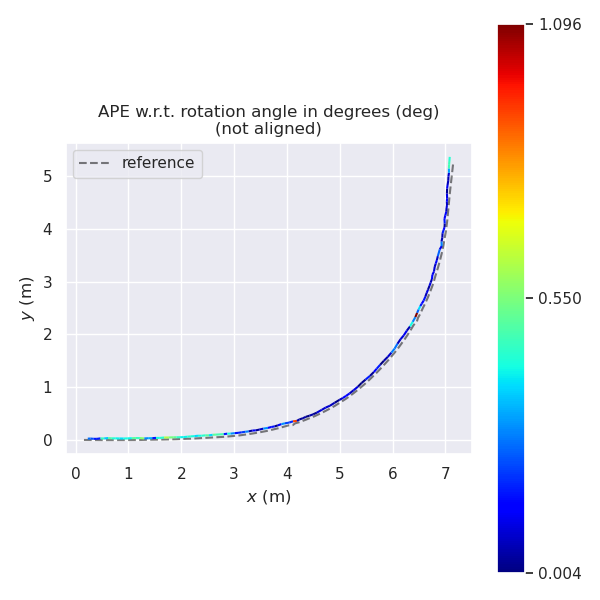 APE w.r.t. rotation angle in degrees (deg)
(not aligned)
reference
5
4
3
2
1
0
y (m)
0 1 2 3 4 5 6 7
x (m)
1.096
0.550
0.004